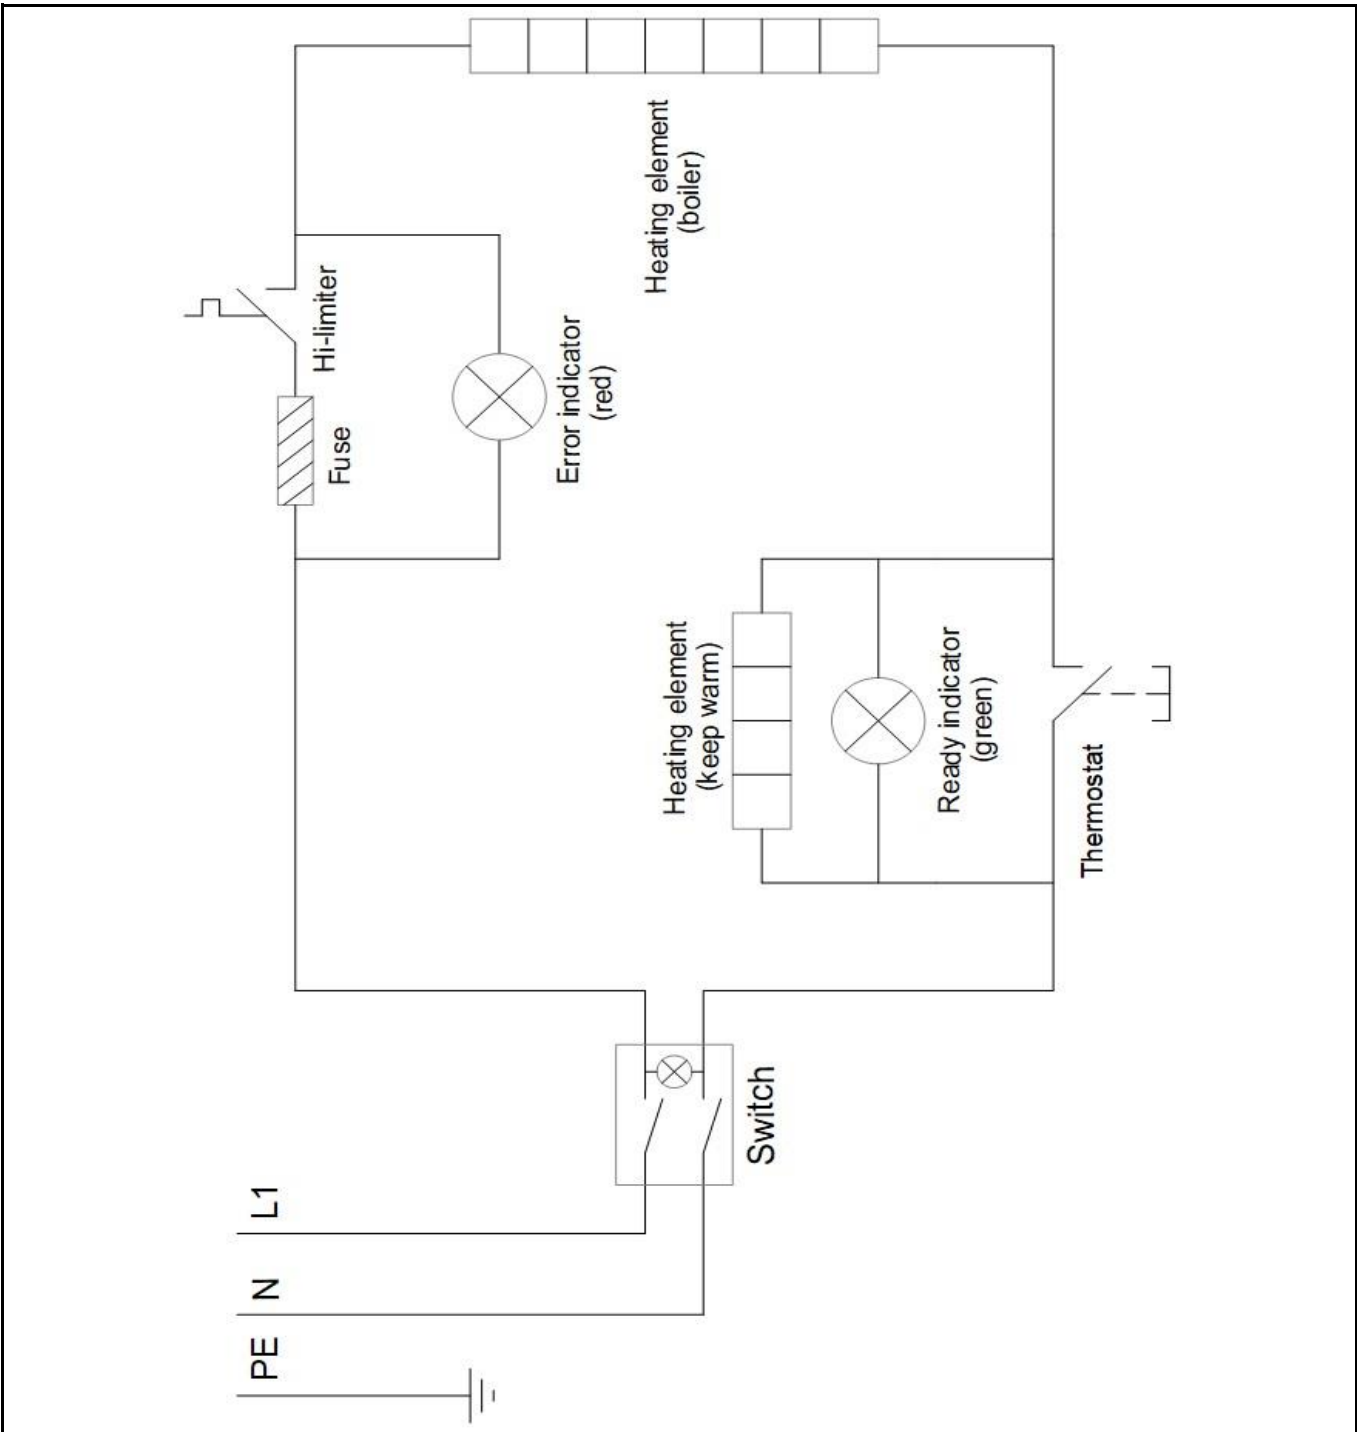 Heating element
(boiler)
Hi-limiter
Fuse
Error indicator
(red)
Heating element
(keep warm)
Ready indicator
(green)
Thermostat
Switch
L1
N
PE